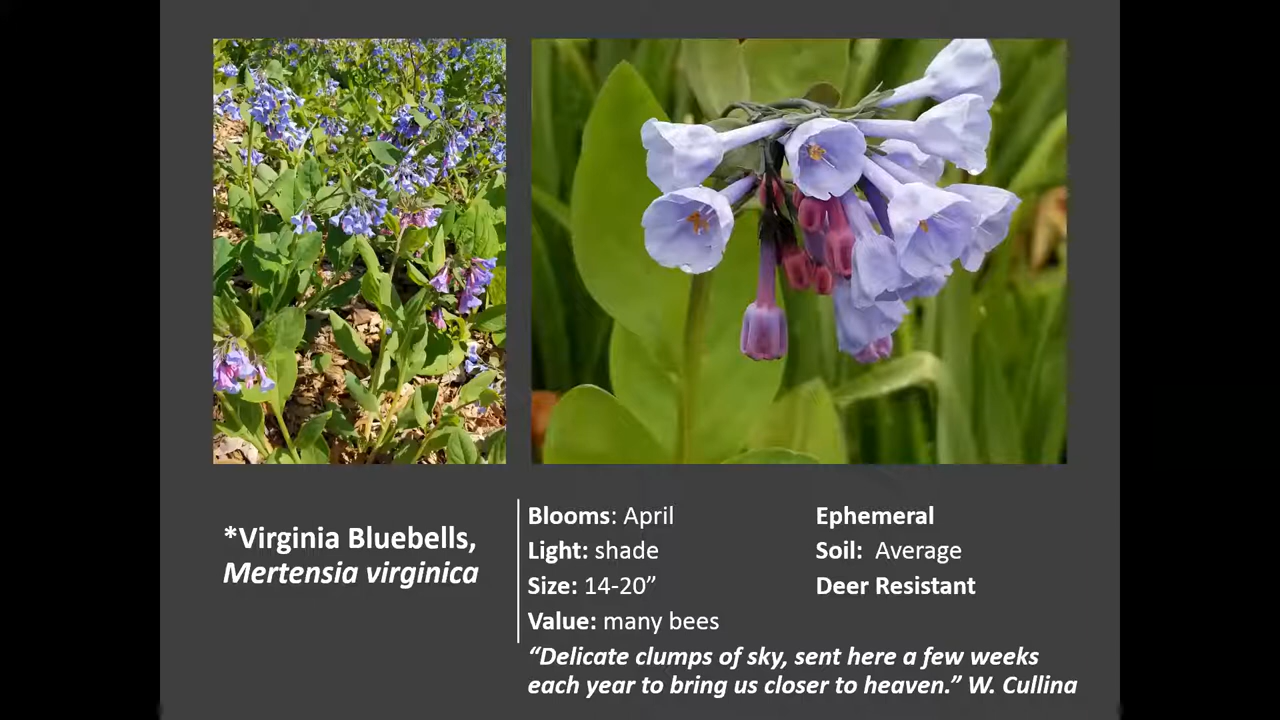 *Virginia Bluebells,
Mertensia virginica
Blooms: April
Light: shade
Size: 14-20”
Value: many bees
Ephemeral
Soil:  Average
Deer Resistant
“Delicate clumps of sky, sent here a few weeks
each year to bring us closer to heaven.” W. Cullina